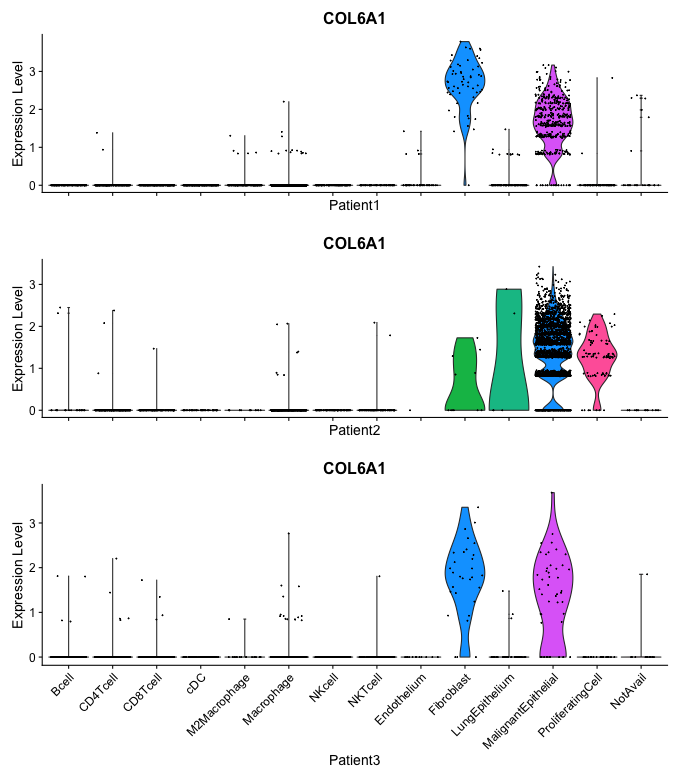 COL6A1
Expression Level
3
2
1
0
Patient1
COL6A1
Expression Level
3
2
1
0
Patient2
COL6A1
Expression Level
3
2
1
0
Bcell
CD4Tcell
CD8Tcell
cDC
M2Macrophage
Macrophage
NKcell
NKTcell
Endothelium
Fibroblast
LungEpithelium
MalignantEpithelial
ProliferatingCell
NotAvail
Patient3